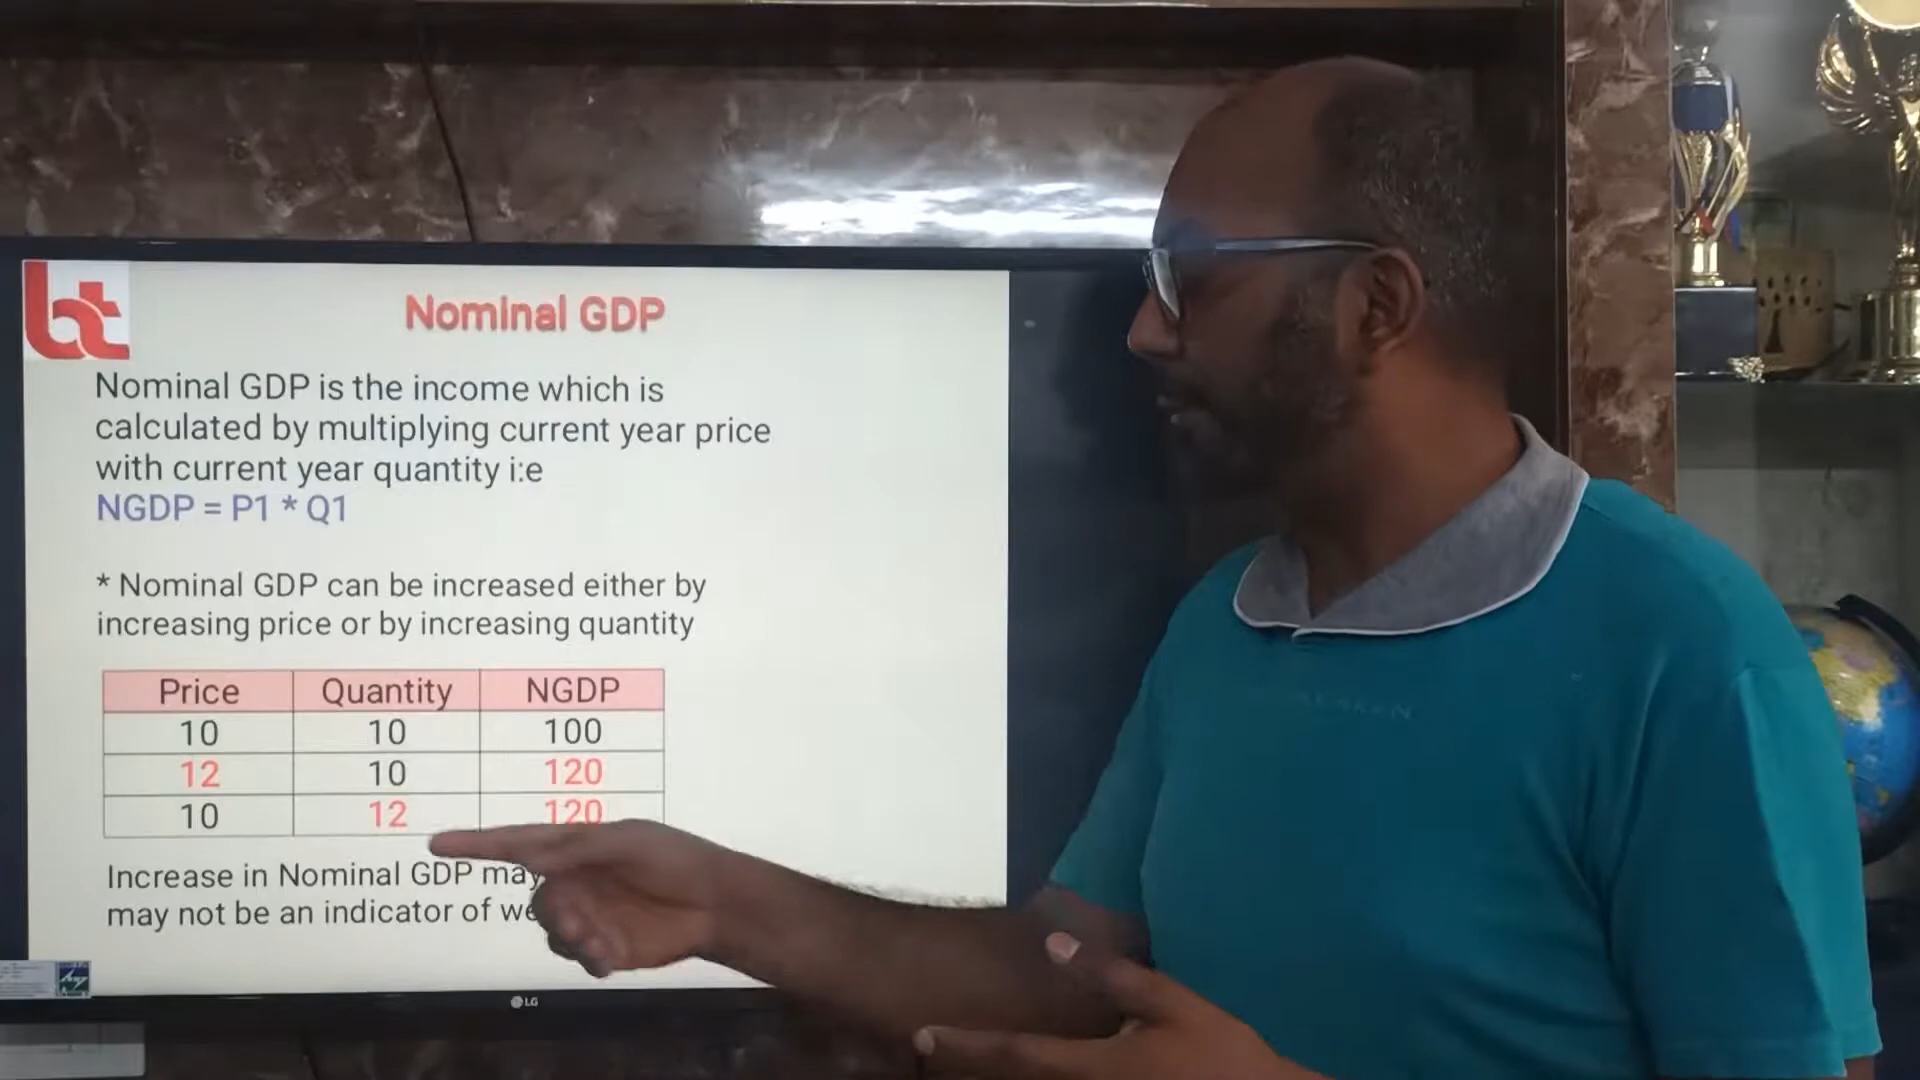 bt
Nominal GDP
Nominal GDP is the income which is
calculated by multiplying current year price
with current year quantity i:e
NGDP = P1 * Q1
* Nominal GDP can be increased either by
increasing price or by increasing quantity
Price Quantity NGDP
10 10 100
12 10 120
10 12 120
Increase in Nominal GDP may
may not be an indicator of we
LG